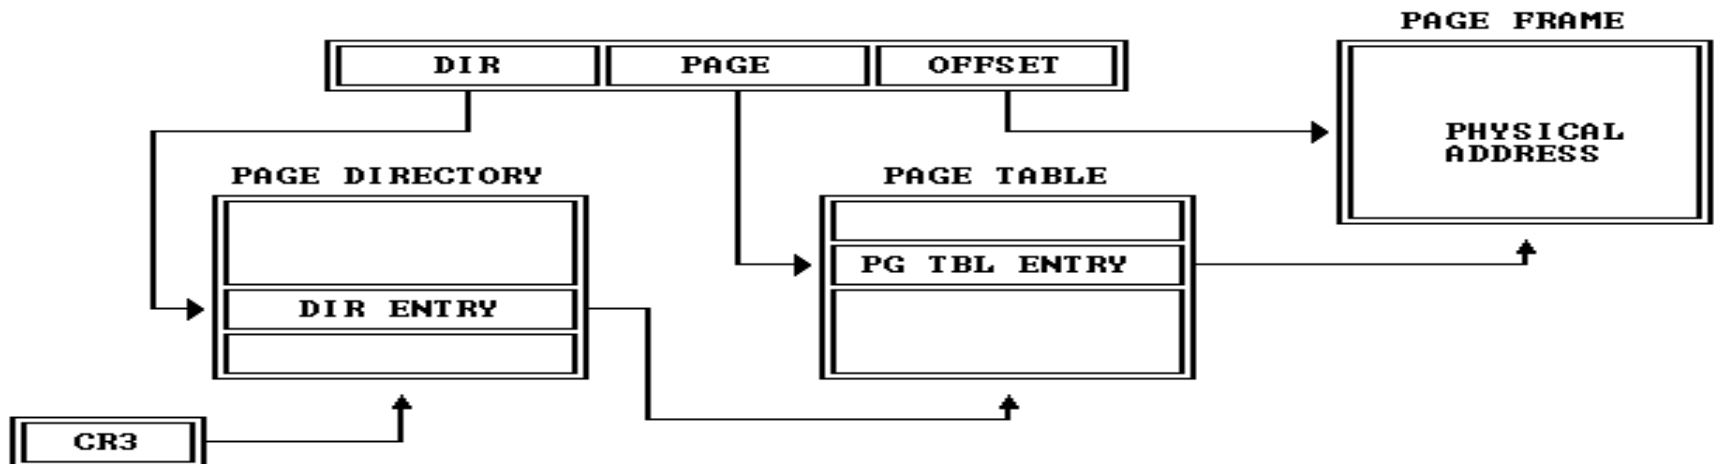 PAGE FRAME
DIR
PAGE
OFFSET
PHYSICAL
ADDRESS
PAGE DIRECTORY
PAGE TABLE
PG TBL ENTRY
DIR ENTRY
CR3